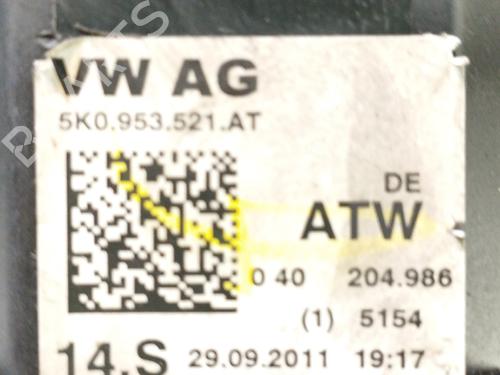 VW AG
5K0.953.521.AT
DE
ATW
0 40 204.986
(1) 5154
14.S 29.09.2011 19:17